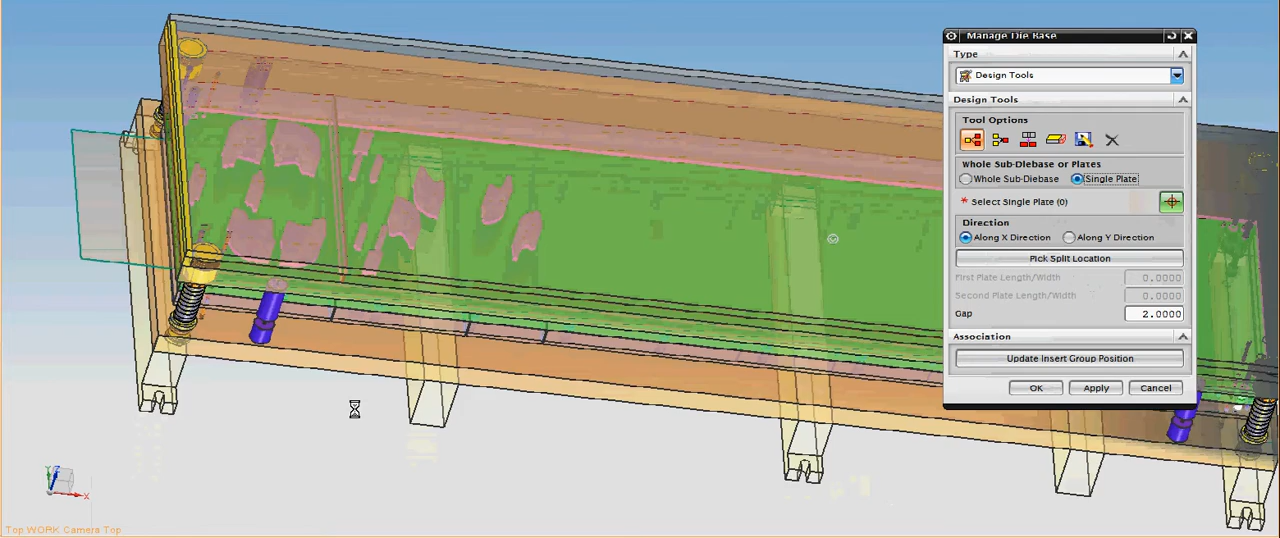 Manage Die Base
Type
Design Tools
Design Tools
Tool Options
Whole Sub-Diebase or Plates
Whole Sub-Diebase Single Plate
* Select Single Plate (0)
Direction
Along X Direction Along Y Direction
Pick Split Location
First Plate Length/Width 0.0000
Second Plate Length/Width 0.0000
Gap 2.0000
Association
Update Insert Group Position
OK Apply Cancel
Y Z
X
Top WORK Camera Top